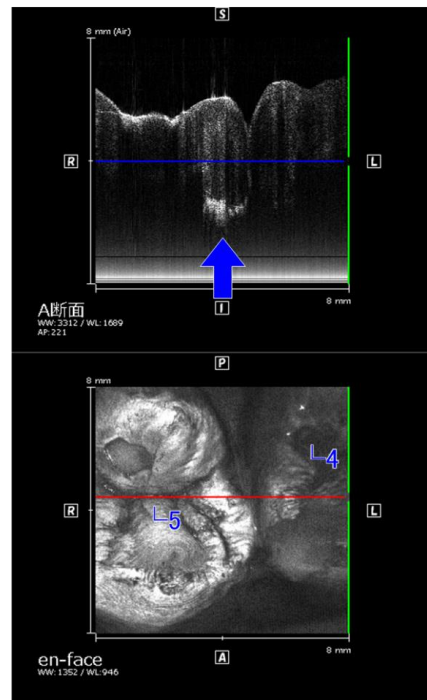 S
8 mm (Air)
R
L
8 mm
I
AI断面
WW: 3312 / WL: 1689
AP: 221
P
8 mm
R
L
∟4
∟5
8 mm
A
en-face
WW: 1352 / WL: 946